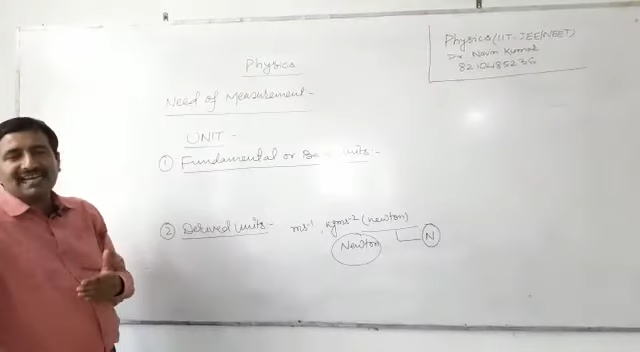 Physics
Physics (IIT-JEE/NEET)
Dr Navin Kumar
8210485236
Need of Measurement-
UNIT -
① Fundamental or Base units:-
② Derived units:- ms⁻¹, kgms⁻² (newton)
Newton N